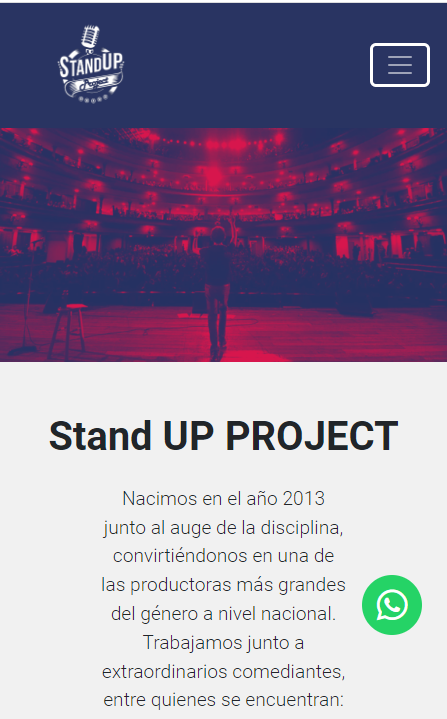 STANDUP
Project
Stand UP PROJECT
Nacimos en el año 2013
junto al auge de la disciplina,
convirtiéndonos en una de
las productoras más grandes
del género a nivel nacional.
Trabajamos junto a
extraordinarios comediantes,
entre quienes se encuentran: